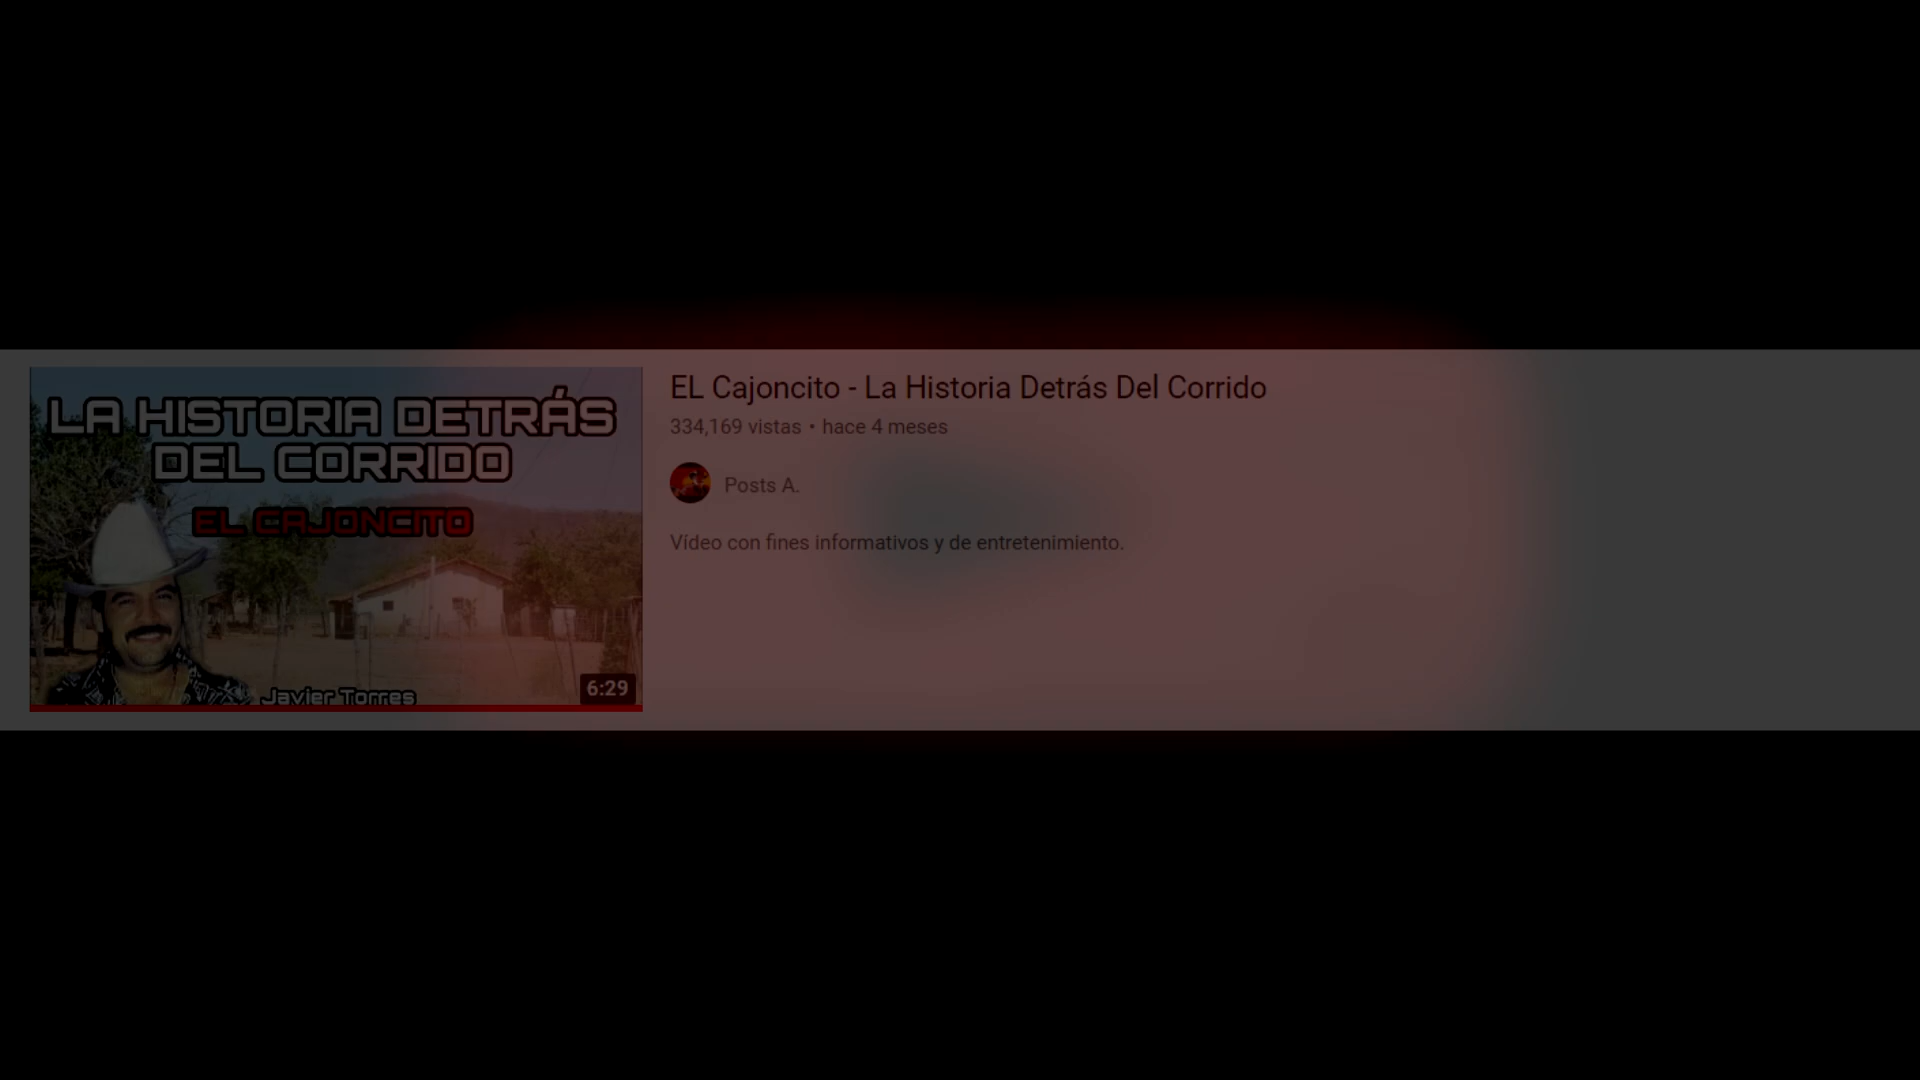 LA HISTORIA DETRÁS
DEL CORRIDO
EL CAJONCITO
Javier Torres
6:29
EL Cajoncito - La Historia Detrás Del Corrido
334,169 vistas • hace 4 meses
Posts A.
Vídeo con fines informativos y de entretenimiento.